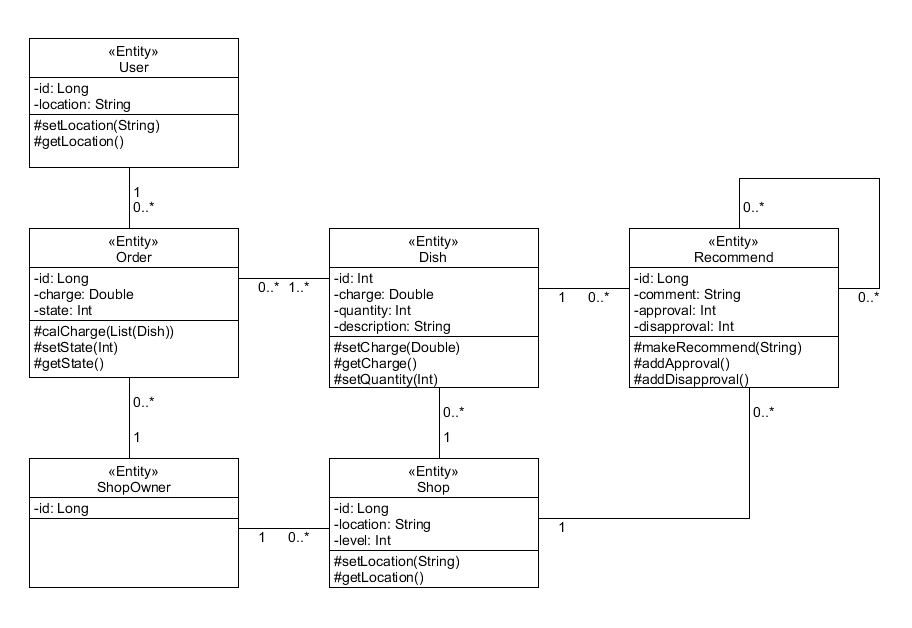 «Entity»
User
-id: Long
-location: String
#setLocation(String)
#getLocation()
1
0..*
«Entity»
Order
-id: Long
-charge: Double
-state: Int
#calCharge(List(Dish))
#setState(Int)
#getState()
0..* 1..*
«Entity»
Dish
-id: Int
-charge: Double
-quantity: Int
-description: String
#setCharge(Double)
#getCharge()
#setQuantity(Int)
1 0..*
«Entity»
Recommend
-id: Long
-comment: String
-approval: Int
-disapproval: Int
#makeRecommend(String)
#addApproval()
#addDisapproval()
0..*
0..*
0..*
1
0..*
1
0..*
1
«Entity»
ShopOwner
-id: Long
1 0..*
«Entity»
Shop
-id: Long
-location: String
-level: Int
#setLocation(String)
#getLocation()